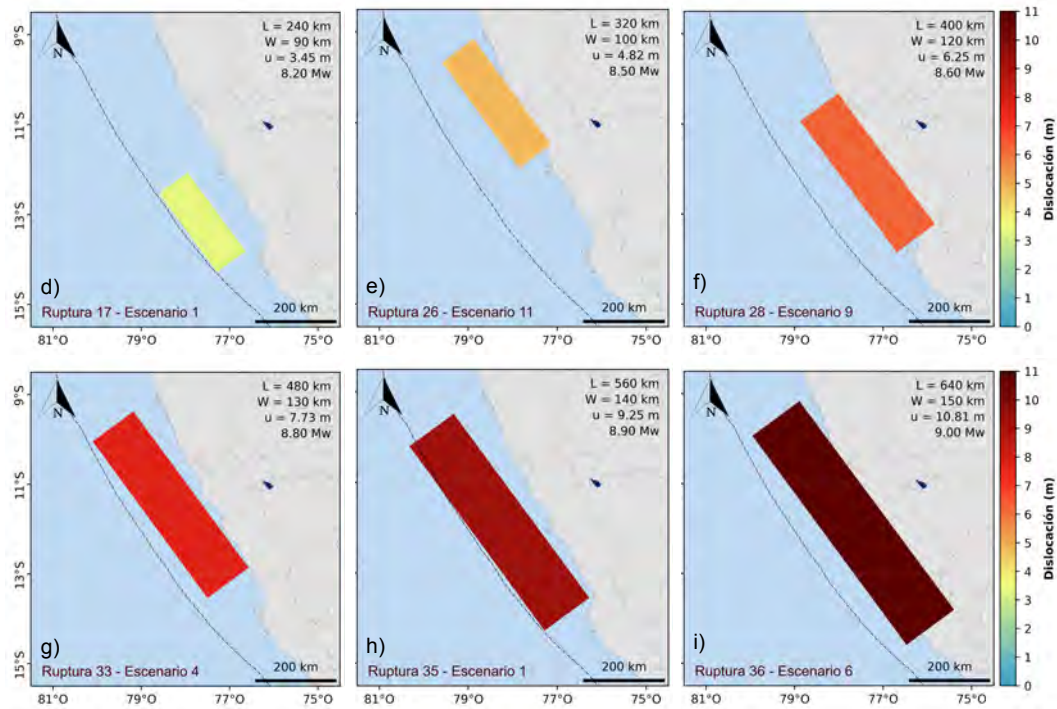 L = 240 km
W = 90 km
u = 3.45 m
8.20 Mw
N
d)
Ruptura 17 - Escenario 1
200 km
9°S
11°S
13°S
15°S
81°O
79°O
77°O
75°O
L = 320 km
W = 100 km
u = 4.82 m
8.50 Mw
N
e)
Ruptura 26 - Escenario 11
200 km
81°O
79°O
77°O
75°O
L = 400 km
W = 120 km
u = 6.25 m
8.60 Mw
N
f)
Ruptura 28 - Escenario 9
200 km
81°O
79°O
77°O
75°O
11
10
9
8
7
6
5
4
3
2
1
0
Dislocación (m)
L = 480 km
W = 130 km
u = 7.73 m
8.80 Mw
N
g)
Ruptura 33 - Escenario 4
200 km
9°S
11°S
13°S
15°S
81°O
79°O
77°O
75°O
L = 560 km
W = 140 km
u = 9.25 m
8.90 Mw
N
h)
Ruptura 35 - Escenario 1
200 km
81°O
79°O
77°O
75°O
L = 640 km
W = 150 km
u = 10.81 m
9.00 Mw
N
i)
Ruptura 36 - Escenario 6
200 km
81°O
79°O
77°O
75°O
11
10
9
8
7
6
5
4
3
2
1
0
Dislocación (m)